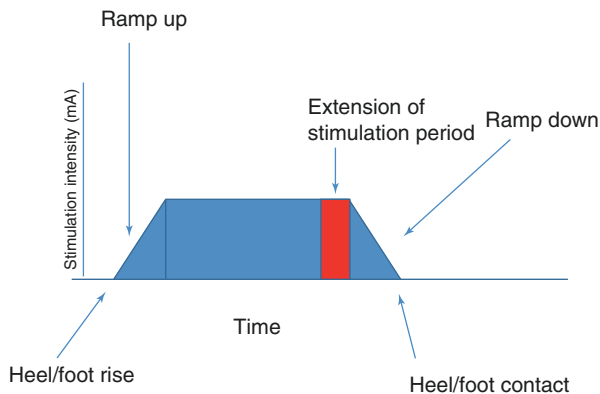 Ramp up
Stimulation intensity (mA)
Extension of
stimulation period
Ramp down
Time
Heel/foot rise
Heel/foot contact